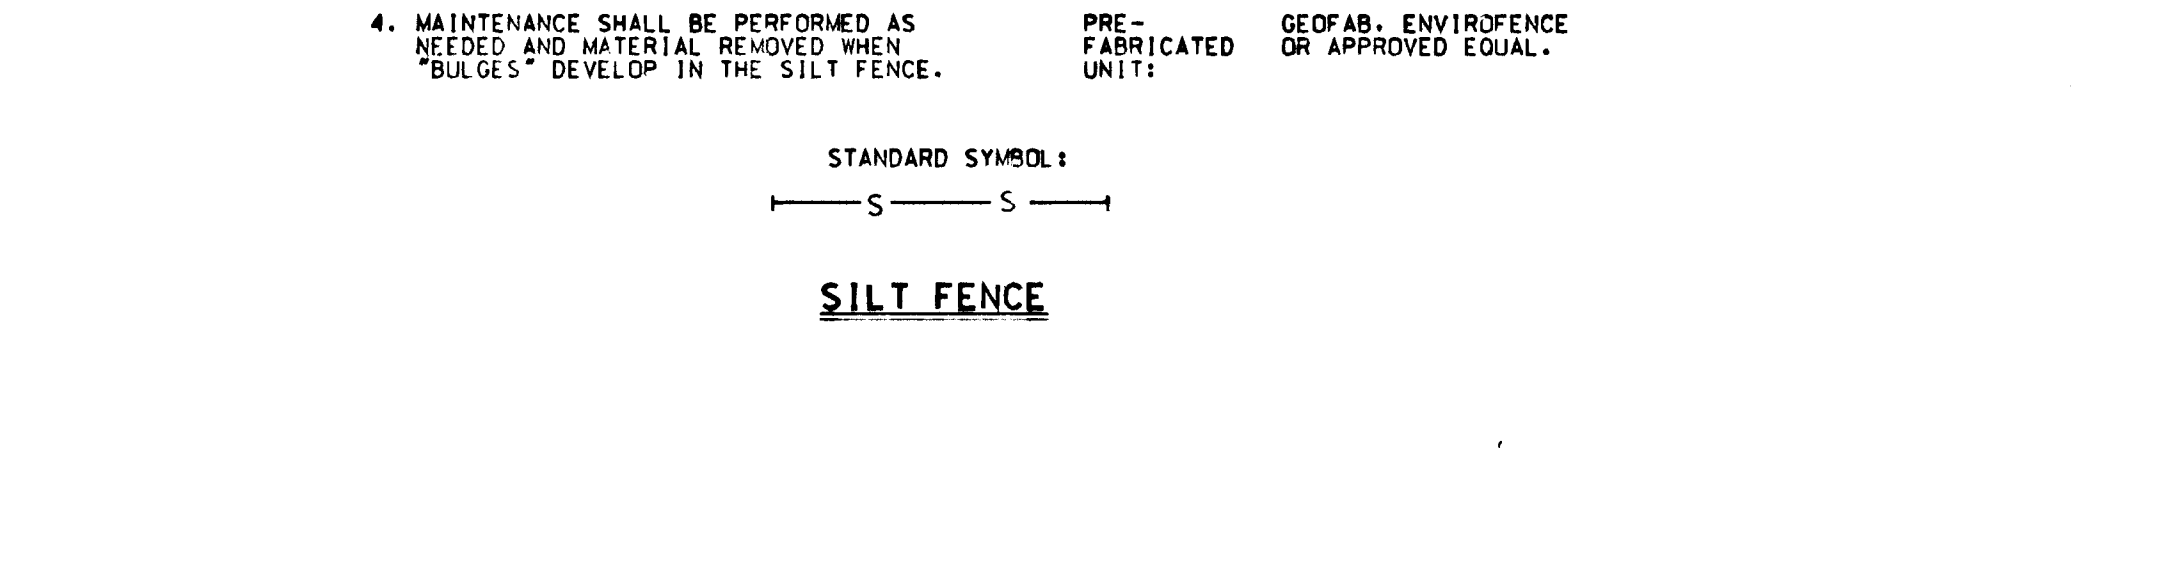 4. MAINTENANCE SHALL BE PERFORMED AS
NEEDED AND MATERIAL REMOVED WHEN
"BULGES" DEVELOP IN THE SILT FENCE.
PRE-
FABRICATED
UNIT:
GEOFAB. ENVIROFENCE
OR APPROVED EQUAL.
STANDARD SYMBOL:
S S
SILT FENCE